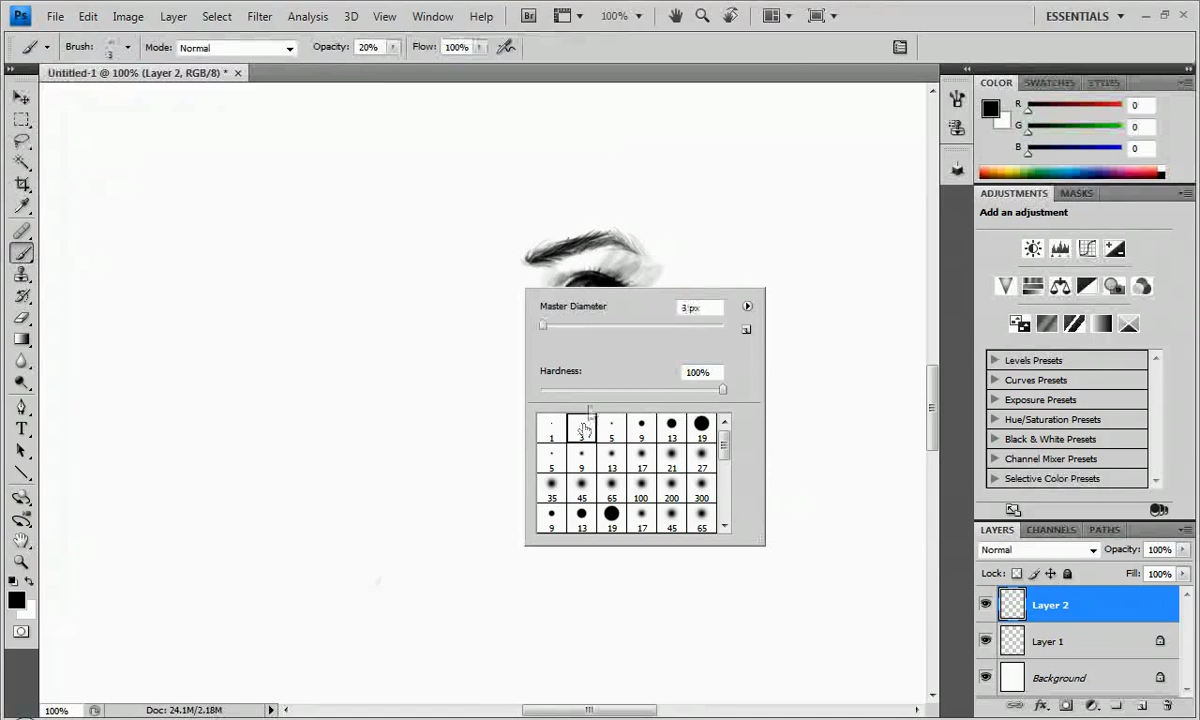 Ps File Edit Image Layer Select Filter Analysis 3D View Window Help Br 100% ESSENTIALS
Brush: 3 Mode: Normal Opacity: 20% Flow: 100%
Untitled-1 @ 100% (Layer 2, RGB/8) * ×
COLOR SWATCHES STYLES
R 0
G 0
B 0
ADJUSTMENTS MASKS
Add an adjustment
Levels Presets
Curves Presets
Exposure Presets
Hue/Saturation Presets
Black & White Presets
Channel Mixer Presets
Selective Color Presets
Master Diameter 3 px
Hardness: 100%
1 3 5 9 13 19
5 9 13 17 21 27
35 45 65 100 200 300
9 13 19 17 45 65
LAYERS CHANNELS PATHS
Normal Opacity: 100%
Lock: Fill: 100%
Layer 2
Layer 1
Background
100% Doc: 24.1M/2.18M